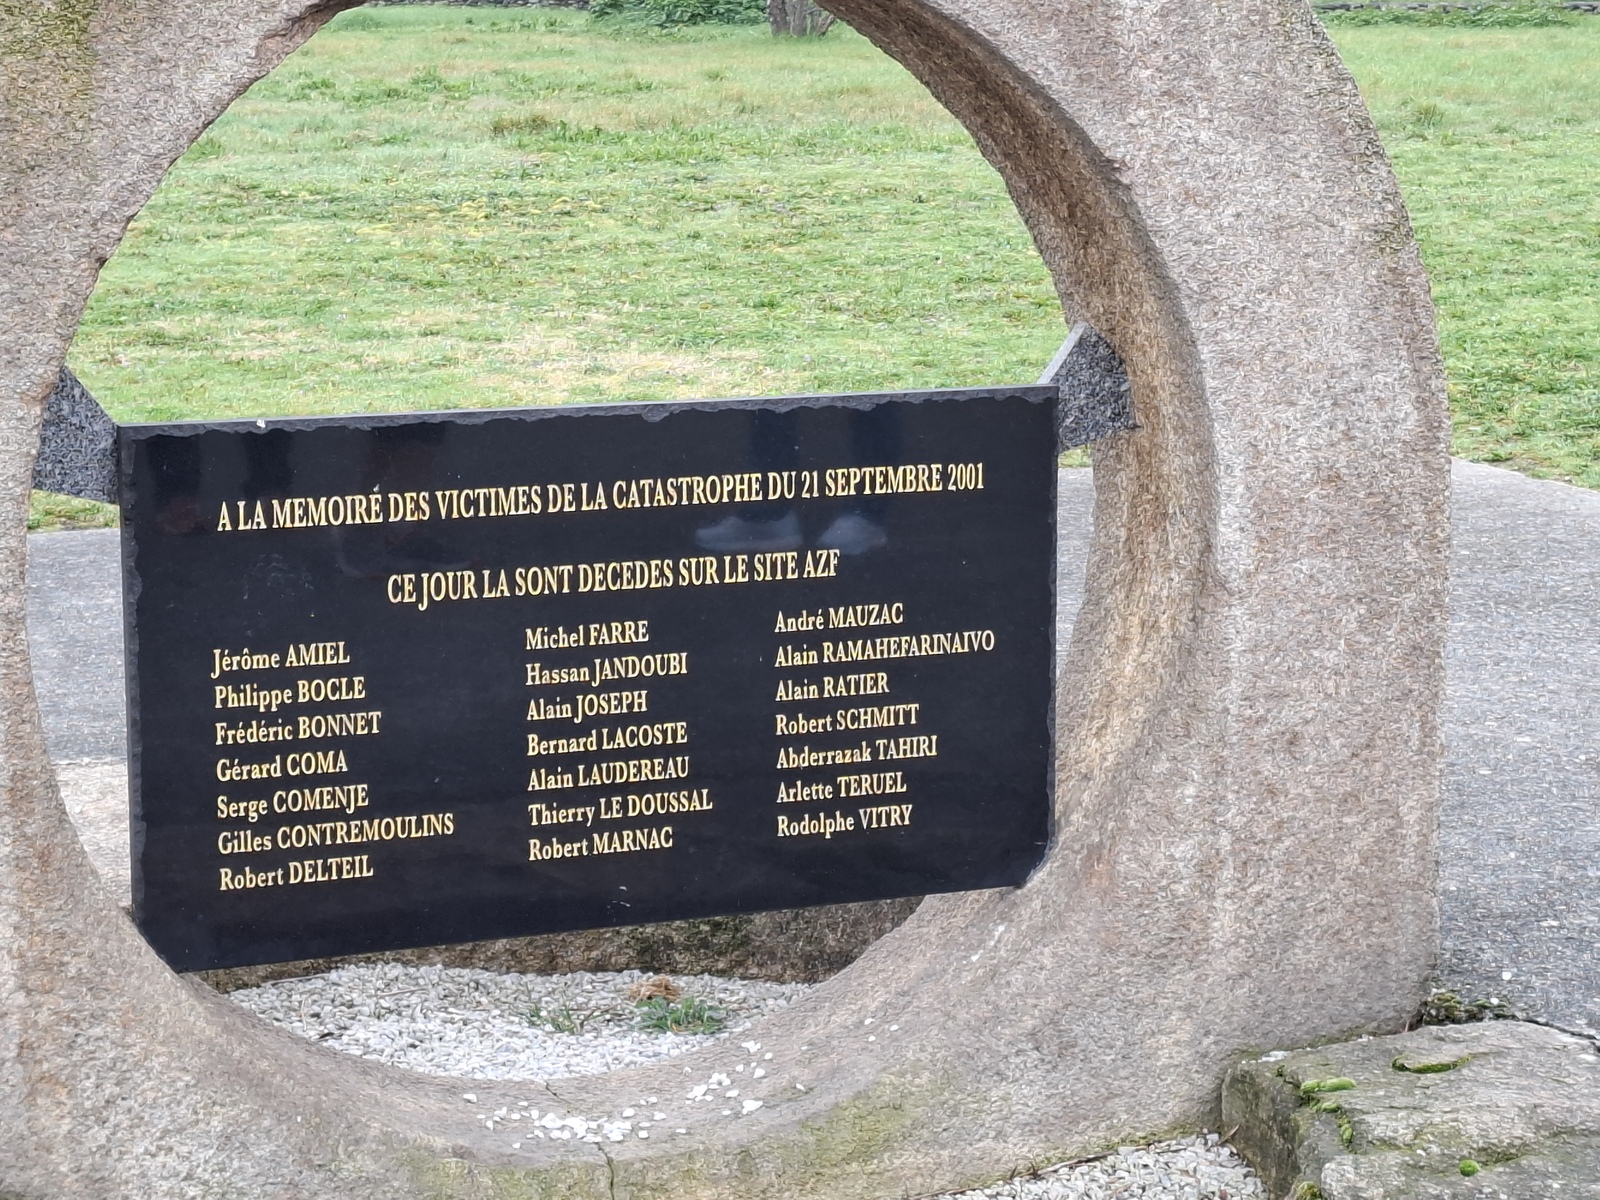 A LA MEMOIRE DES VICTIMES DE LA CATASTROPHE DU 21 SEPTEMBRE 2001
CE JOUR LA SONT DECEDES SUR LE SITE AZF
Jérôme AMIEL
Philippe BOCLE
Frédéric BONNET
Gérard COMA
Serge COMENJE
Gilles CONTREMOULINS
Robert DELTEIL
Michel FARRE
Hassan JANDOUBI
Alain JOSEPH
Bernard LACOSTE
Alain LAUDEREAU
Thierry LE DOUSSAL
Robert MARNAC
André MAUZAC
Alain RAMAHEFARINAIVO
Alain RATIER
Robert SCHMITT
Abderrazak TAHIRI
Arlette TERUEL
Rodolphe VITRY